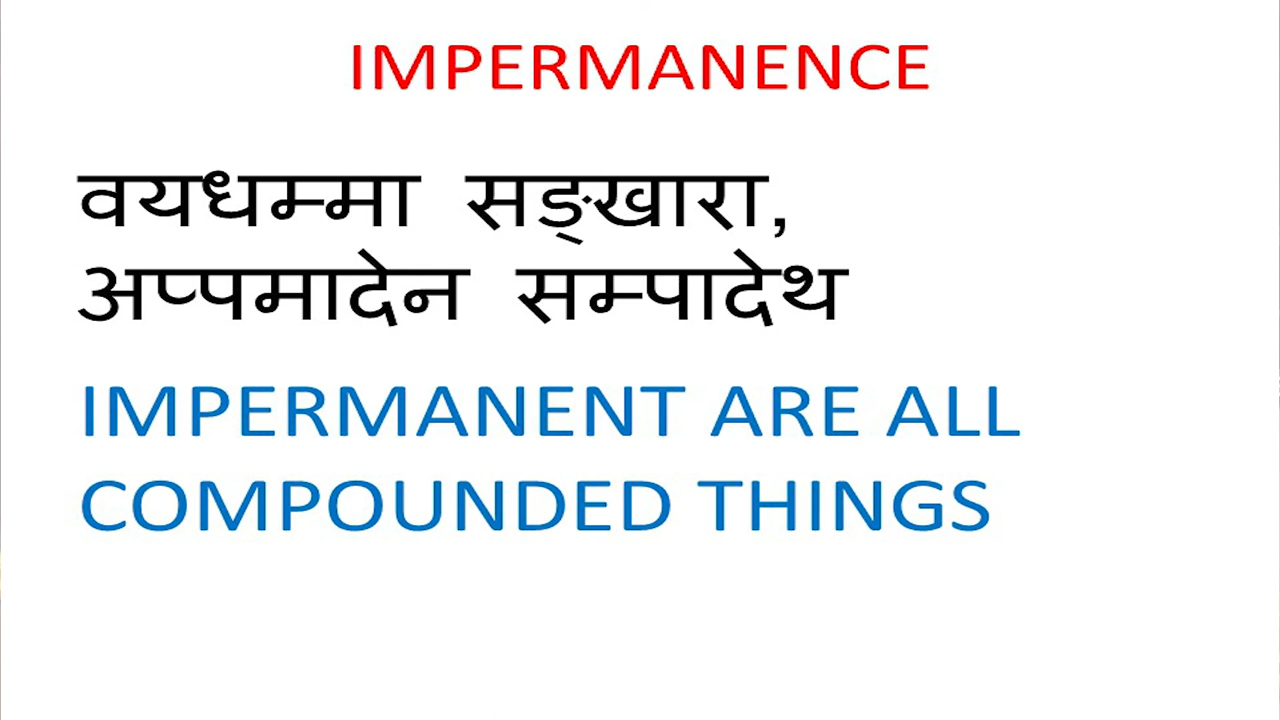 IMPERMANENCE
वयधम्मा सङ्खारा,
अप्पमादेन सम्पादेथ
IMPERMANENT ARE ALL
COMPOUNDED THINGS